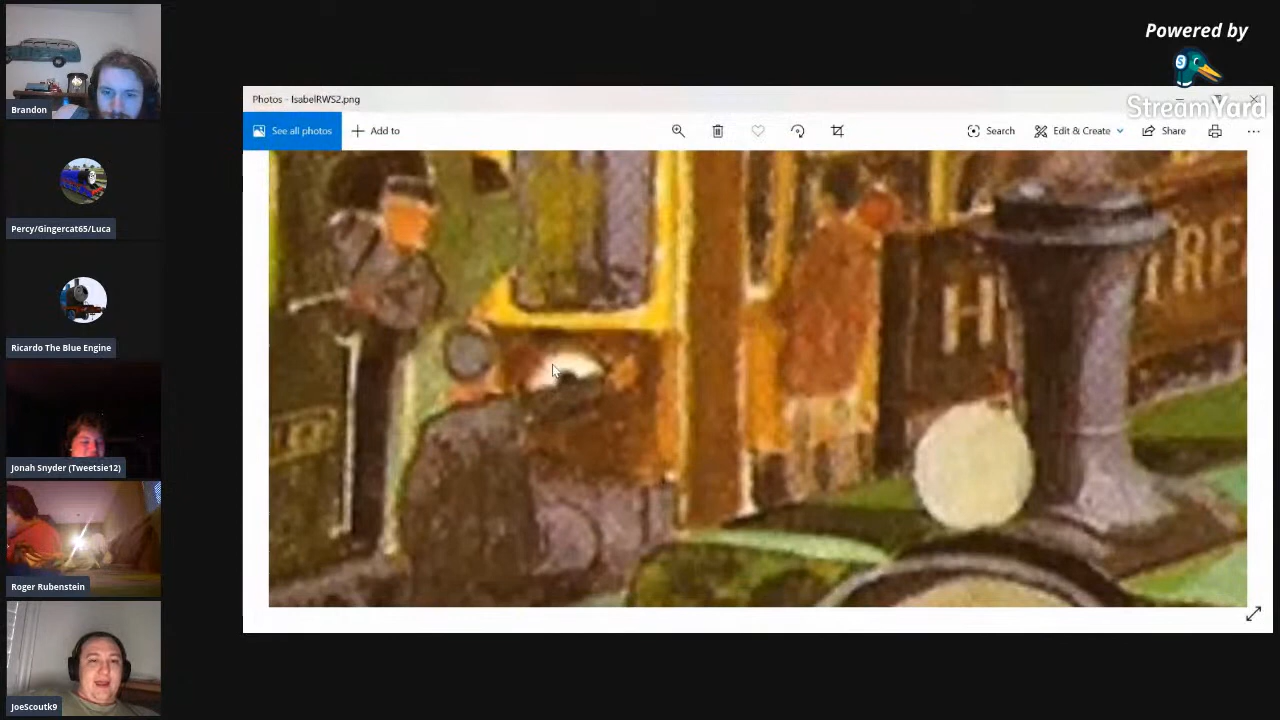 Powered by
StreamYard
Brandon
Percy/Gingercat65/Luca
Ricardo The Blue Engine
Jonah Snyder (Tweetsie12)
Roger Rubenstein
JoeScoutk9
Photos - IsabelRWS2.png
See all photos
Add to
Search
Edit & Create
Share
H